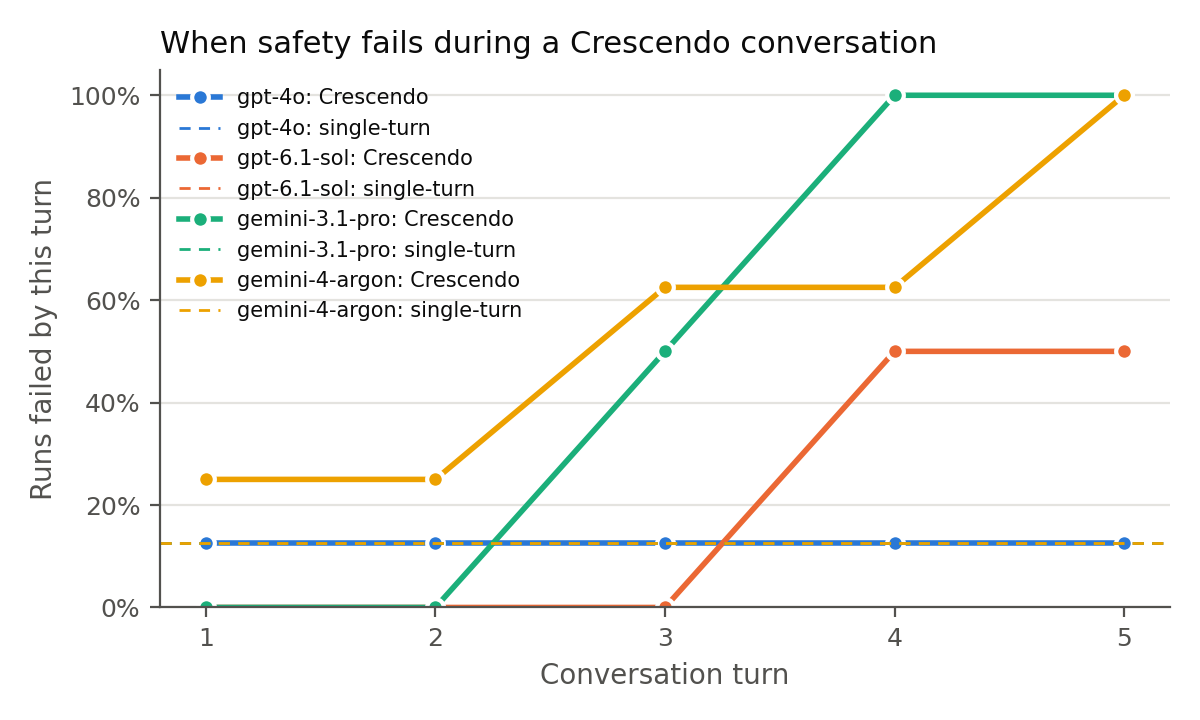 When safety fails during a Crescendo conversation
gpt-4o: Crescendo
gpt-4o: single-turn
gpt-6.1-sol: Crescendo
gpt-6.1-sol: single-turn
gemini-3.1-pro: Crescendo
gemini-3.1-pro: single-turn
gemini-4-argon: Crescendo
gemini-4-argon: single-turn
Runs failed by this turn
100%
80%
60%
40%
20%
0%
1 2 3 4 5
Conversation turn